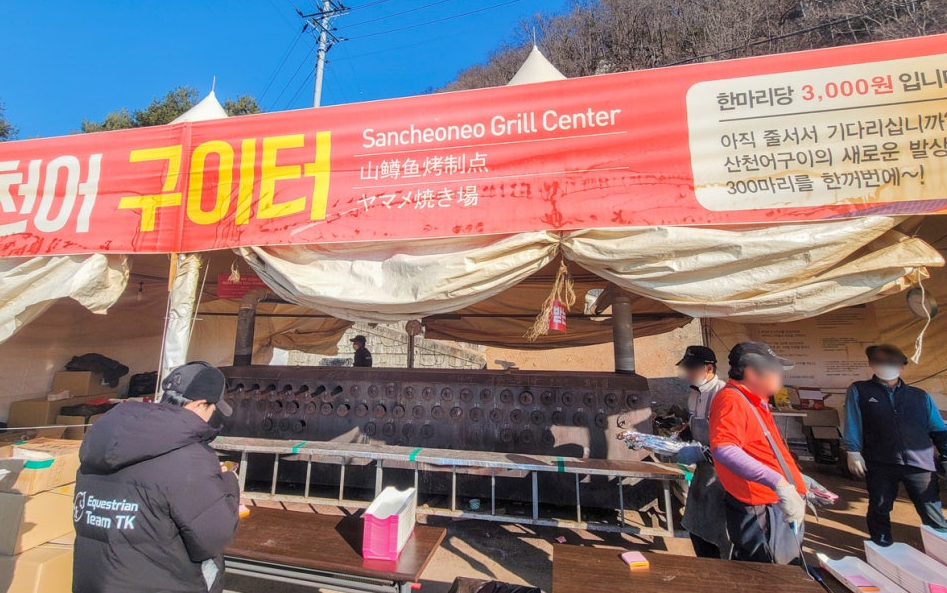 천어 구이터
Sancheoneo Grill Center
山鳟鱼烤制点
ヤマメ焼き場
한마리당 3,000원 입니
아직 줄서서 기다리십니까
산천어구이의 새로운 발상
300마리를 한꺼번에~!
Equestrian
Team TK